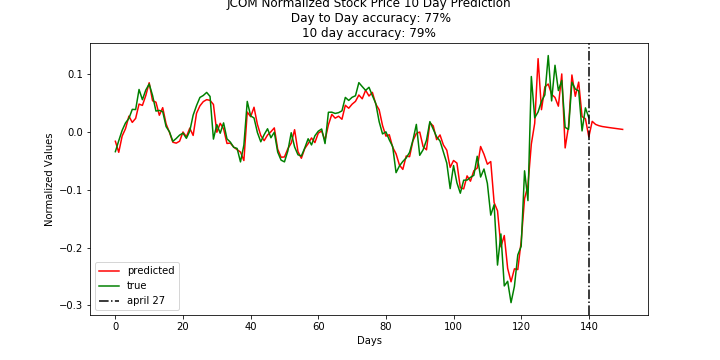 JCOM Normalized Stock Price 10 Day Prediction
Day to Day accuracy: 77%
10 day accuracy: 79%
Normalized Values
0.1
0.0
−0.1
−0.2
−0.3
predicted
true
april 27
0 20 40 60 80 100 120 140
Days